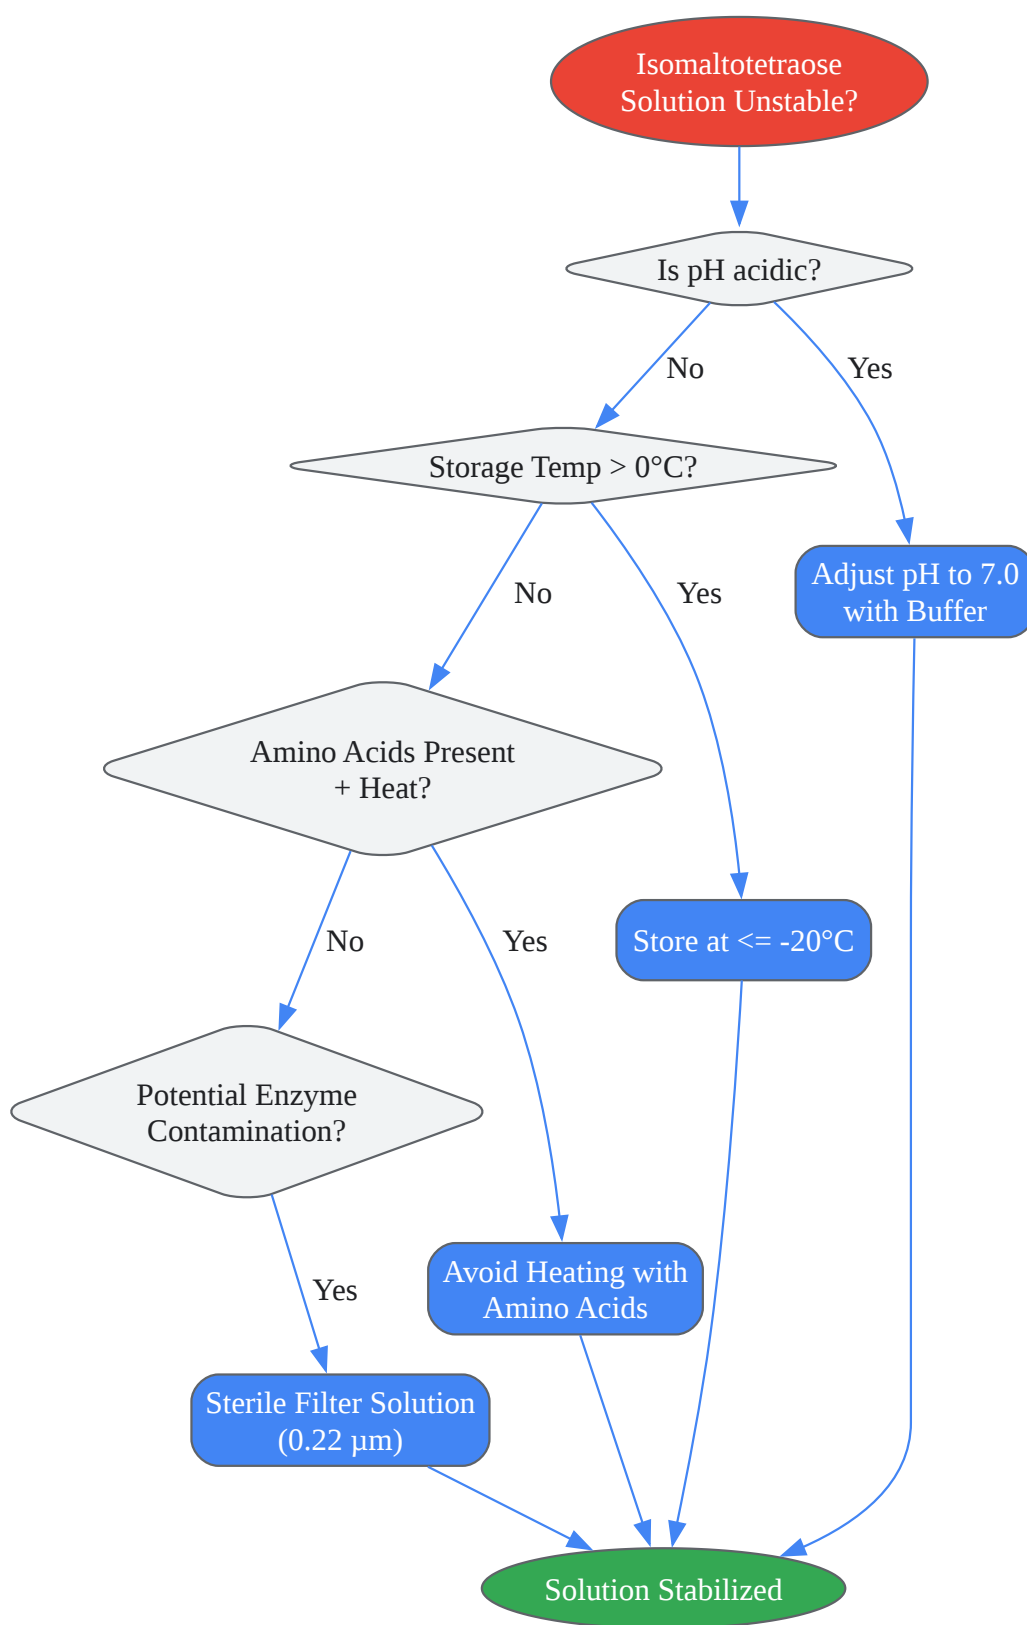 Isomaltotetraose
Solution Unstable?
Is pH acidic?
No
Yes
Storage Temp > 0°C?
Adjust pH to 7.0
with Buffer
No
Yes
Amino Acids Present
+ Heat?
No
Yes
Store at <= -20°C
Potential Enzyme
Contamination?
Yes
Avoid Heating with
Amino Acids
Sterile Filter Solution
(0.22 µm)
Solution Stabilized